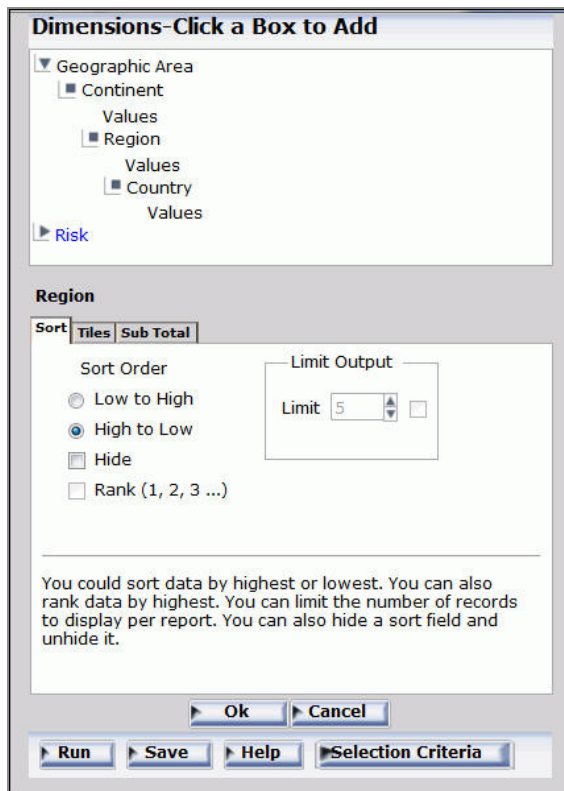 Dimensions-Click a Box to Add
Geographic Area
Continent
Values
Region
Values
Country
Values
Risk
Region
Sort Tiles Sub Total
Sort Order
Low to High
High to Low
Hide
Rank (1, 2, 3 ...)
Limit Output
Limit 5
You could sort data by highest or lowest. You can also
rank data by highest. You can limit the number of records
to display per report. You can also hide a sort field and
unhide it.
Ok Cancel
Run Save Help Selection Criteria